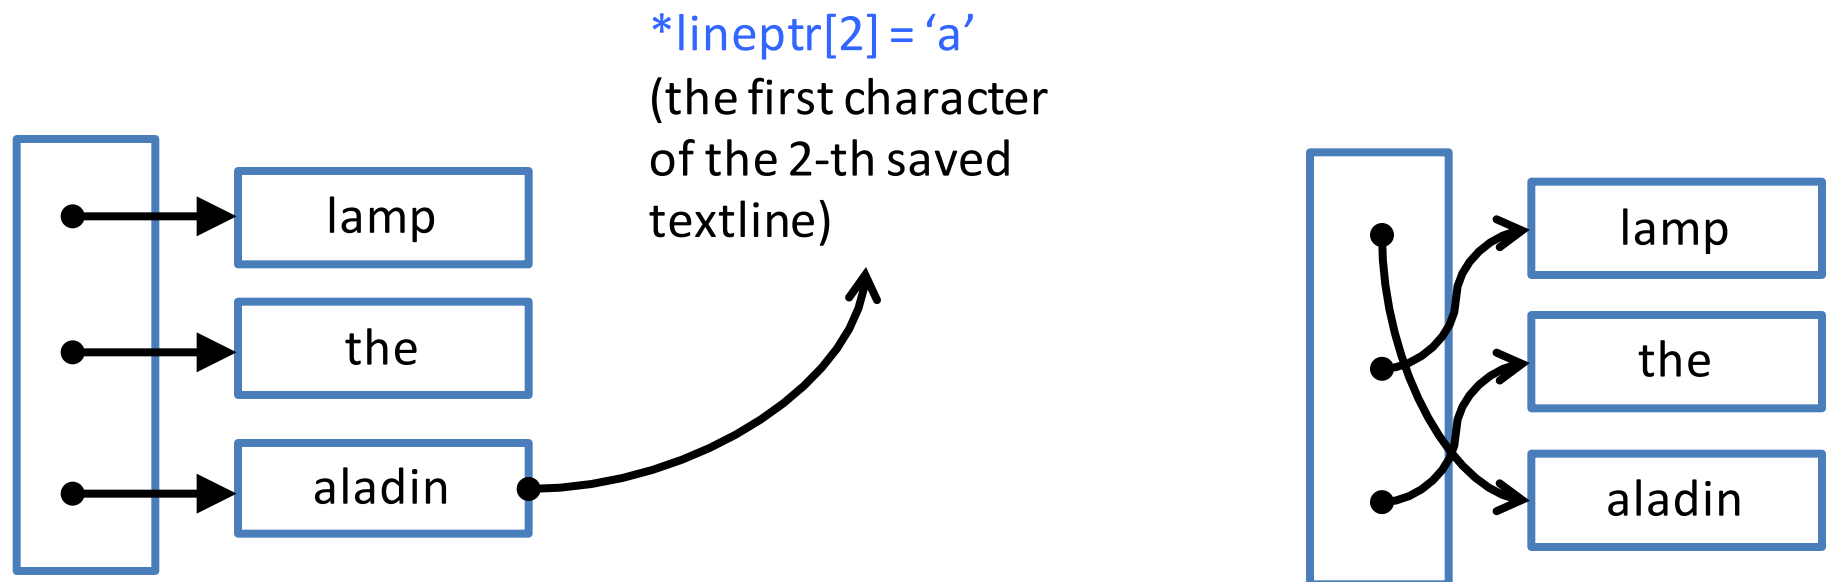 *lineptr[2] = ‘a’
(the first character
of the 2-th saved
textline)
lamp
the
aladin
lamp
the
aladin